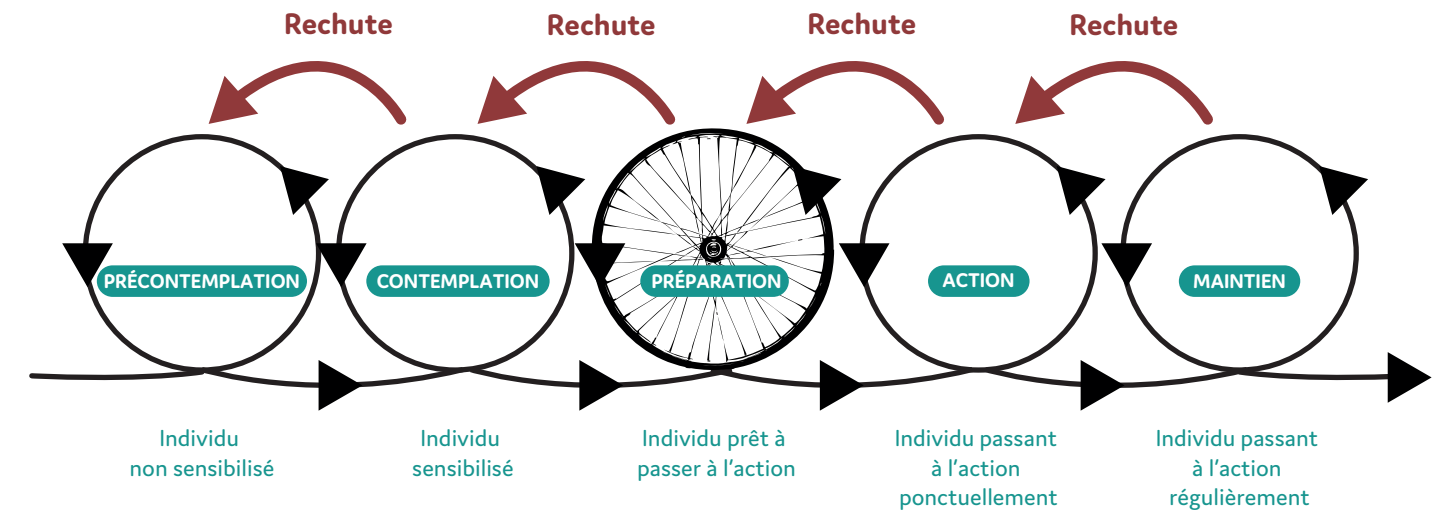 Rechute
Rechute
Rechute
Rechute
PRÉCONTEMPLATION
CONTEMPLATION
PRÉPARATION
ACTION
MAINTIEN
Individu
non sensibilisé
Individu
sensibilisé
Individu prêt à
passer à l'action
Individu passant
à l'action
ponctuellement
Individu passant
à l'action
régulièrement